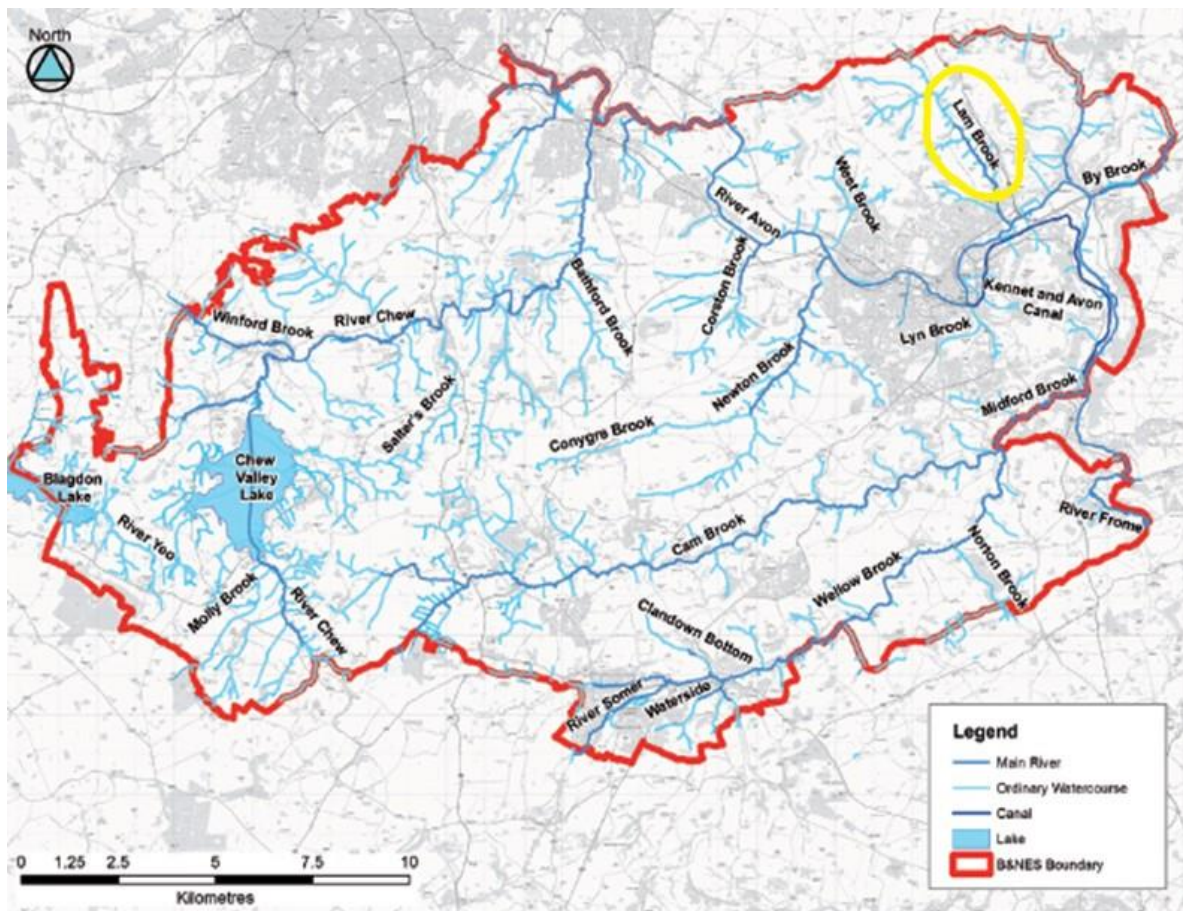 North
Lam Brook
By Brook
West Brook
River Avon
Corston Brook
Bathford Brook
Kennet and Avon
Canal
Lyn Brook
Winford Brook
River Chew
Newton Brook
Midford Brook
Salter's Brook
Conygre Brook
Chew
Valley
Lake
Blagdon
Lake
River Yeo
Cam Brook
River Frome
Norton Brook
Molly Brook
River Chew
Wellow Brook
Clandown Bottom
River Somer
Waterside
Legend
Main River
Ordinary Watercourse
Canal
Lake
B&NES Boundary
0 1.25 2.5 5 7.5 10
Kilometres